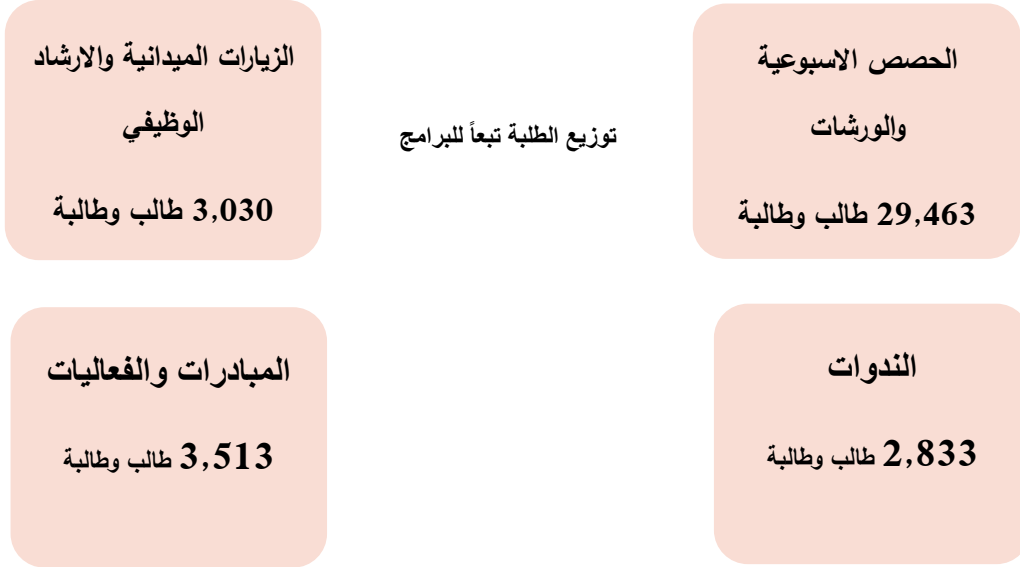 الحصص الاسبوعية
والورشات
29,463 طالب وطالبة
توزيع الطلبة تبعاً للبرامج
الزيارات الميدانية والارشاد
الوظيفي
3,030 طالب وطالبة
الندوات
2,833 طالب وطالبة
المبادرات والفعاليات
3,513 طالب وطالبة